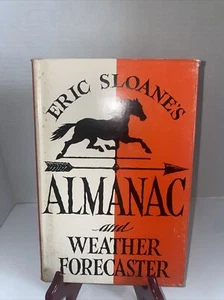 ERIC SLOANE'S
ALMANAC
and
WEATHER
FORECASTER